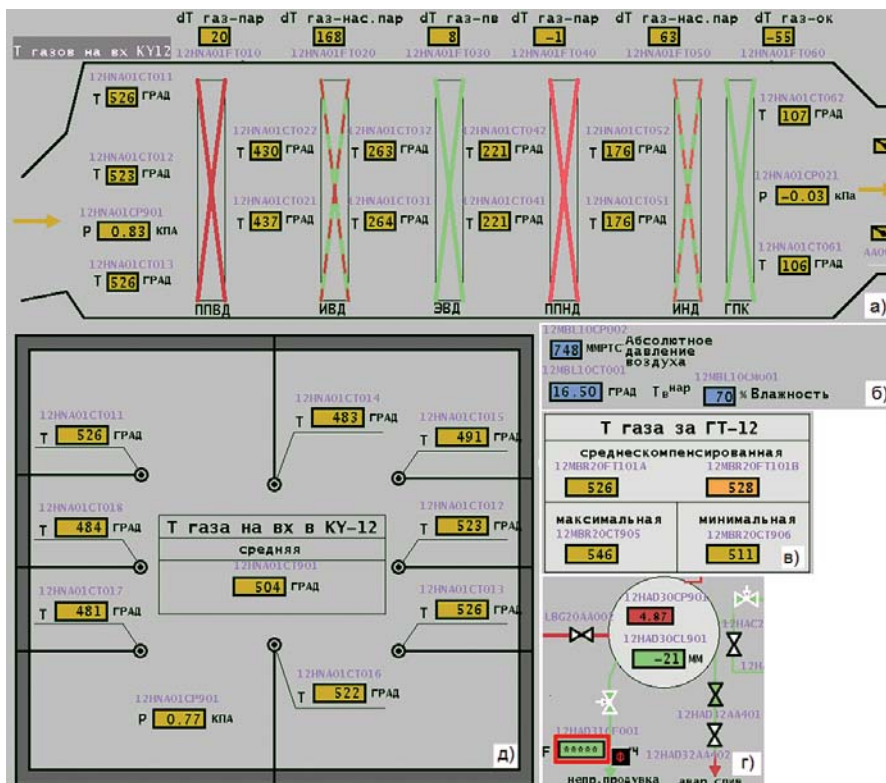 dT газ-пар dT газ-нас.пар dT газ-пв dT газ-пар dT газ-нас.пар dT газ-ок
20 168 8 -1 63 -55
Т газов на вх KY12 12HNA01FT010 12HNA01FT020 12HNA01FT030 12HNA01FT040 12HNA01FT050 12HNA01FT060
12HNA01CT011
T 526 ГРАД
12HNA01CT062
T 107 ГРАД
12HNA01CT022 12HNA01CT032 12HNA01CT042 12HNA01CT052
T 430 ГРАД T 263 ГРАД T 221 ГРАД T 176 ГРАД
12HNA01CT012
T 523 ГРАД
12HNA01CP021
P -0.03 кПа
12HNA01CT021 12HNA01CT031 12HNA01CT041 12HNA01CT051
T 437 ГРАД T 264 ГРАД T 221 ГРАД T 176 ГРАД
12HNA01CP901
P 0.83 КПА
12HNA01CT013
T 526 ГРАД
12HNA01CT061
T 106 ГРАД
ППВД ИВД ЭВД ППНД ИНД ГПК
а)
12MBL10CP002
748 ММРТС Абсолютное
давление
воздуха
12MBL10CT001
16.50 ГРАД Tвнар
12MBL10CM001
70 % Влажность
б)
Т газа за ГТ-12
среднескомпенсированная
12MBR20FT101A 12MBR20FT101B
526 528
максимальная минимальная
12MBR20CT905 12MBR20CT906
546 511
в)
12HAD30CP901
4.87
LBG20AA002
12HAD30CL901
-21 ММ
12HAC2
12HAD32AA401
12HAD31CF001
F ***** Ф
12HAD32AA402
непр.продувка авар.слив
г)
12HNA01CT011
T 526 ГРАД
12HNA01CT014
T 483 ГРАД
12HNA01CT015
T 491 ГРАД
12HNA01CT018
T 484 ГРАД
Т газа на вх в KY-12
средняя
12HNA01CT901
504 ГРАД
12HNA01CT012
T 523 ГРАД
12HNA01CT017
T 481 ГРАД
12HNA01CT013
T 526 ГРАД
12HNA01CT016
T 522 ГРАД
12HNA01CP901
P 0.77 КПА
д)